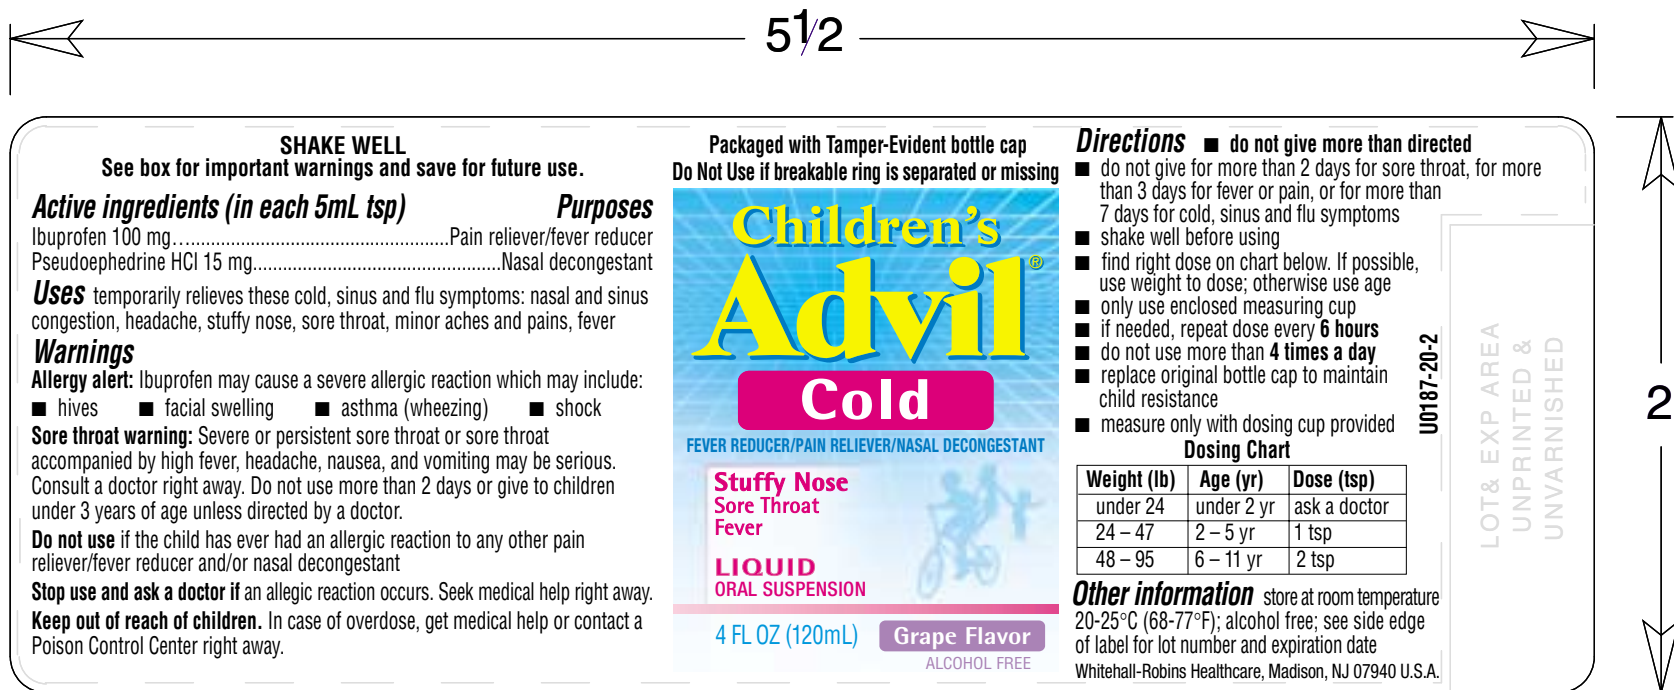 5 1/2
SHAKE WELL
See box for important warnings and save for future use.
Active ingredients (in each 5mL tsp) Purposes
Ibuprofen 100 mg........................................................Pain reliever/fever reducer
Pseudoephedrine HCl 15 mg..................................................Nasal decongestant
Uses temporarily relieves these cold, sinus and flu symptoms: nasal and sinus
congestion, headache, stuffy nose, sore throat, minor aches and pains, fever
Warnings
Allergy alert: Ibuprofen may cause a severe allergic reaction which may include:
■ hives ■ facial swelling ■ asthma (wheezing) ■ shock
Sore throat warning: Severe or persistent sore throat or sore throat
accompanied by high fever, headache, nausea, and vomiting may be serious.
Consult a doctor right away. Do not use more than 2 days or give to children
under 3 years of age unless directed by a doctor.
Do not use if the child has ever had an allergic reaction to any other pain
reliever/fever reducer and/or nasal decongestant
Stop use and ask a doctor if an allegic reaction occurs. Seek medical help right away.
Keep out of reach of children. In case of overdose, get medical help or contact a
Poison Control Center right away.
Packaged with Tamper-Evident bottle cap
Do Not Use if breakable ring is separated or missing
Children's
Advil®
Cold
FEVER REDUCER/PAIN RELIEVER/NASAL DECONGESTANT
Stuffy Nose
Sore Throat
Fever
LIQUID
ORAL SUSPENSION
4 FL OZ (120mL)
Grape Flavor
ALCOHOL FREE
Directions ■ do not give more than directed
■ do not give for more than 2 days for sore throat, for more
than 3 days for fever or pain, or for more than
7 days for cold, sinus and flu symptoms
■ shake well before using
■ find right dose on chart below. If possible,
use weight to dose; otherwise use age
■ only use enclosed measuring cup
■ if needed, repeat dose every 6 hours
■ do not use more than 4 times a day
■ replace original bottle cap to maintain
child resistance
■ measure only with dosing cup provided
Dosing Chart
Weight (lb) Age (yr) Dose (tsp)
under 24 under 2 yr ask a doctor
24 – 47 2 – 5 yr 1 tsp
48 – 95 6 – 11 yr 2 tsp
Other information store at room temperature
20-25°C (68-77°F); alcohol free; see side edge
of label for lot number and expiration date
Whitehall-Robins Healthcare, Madison, NJ 07940 U.S.A.
U0187-20-2
LOT& EXP AREA
UNPRINTED &
UNVARNISHED
2